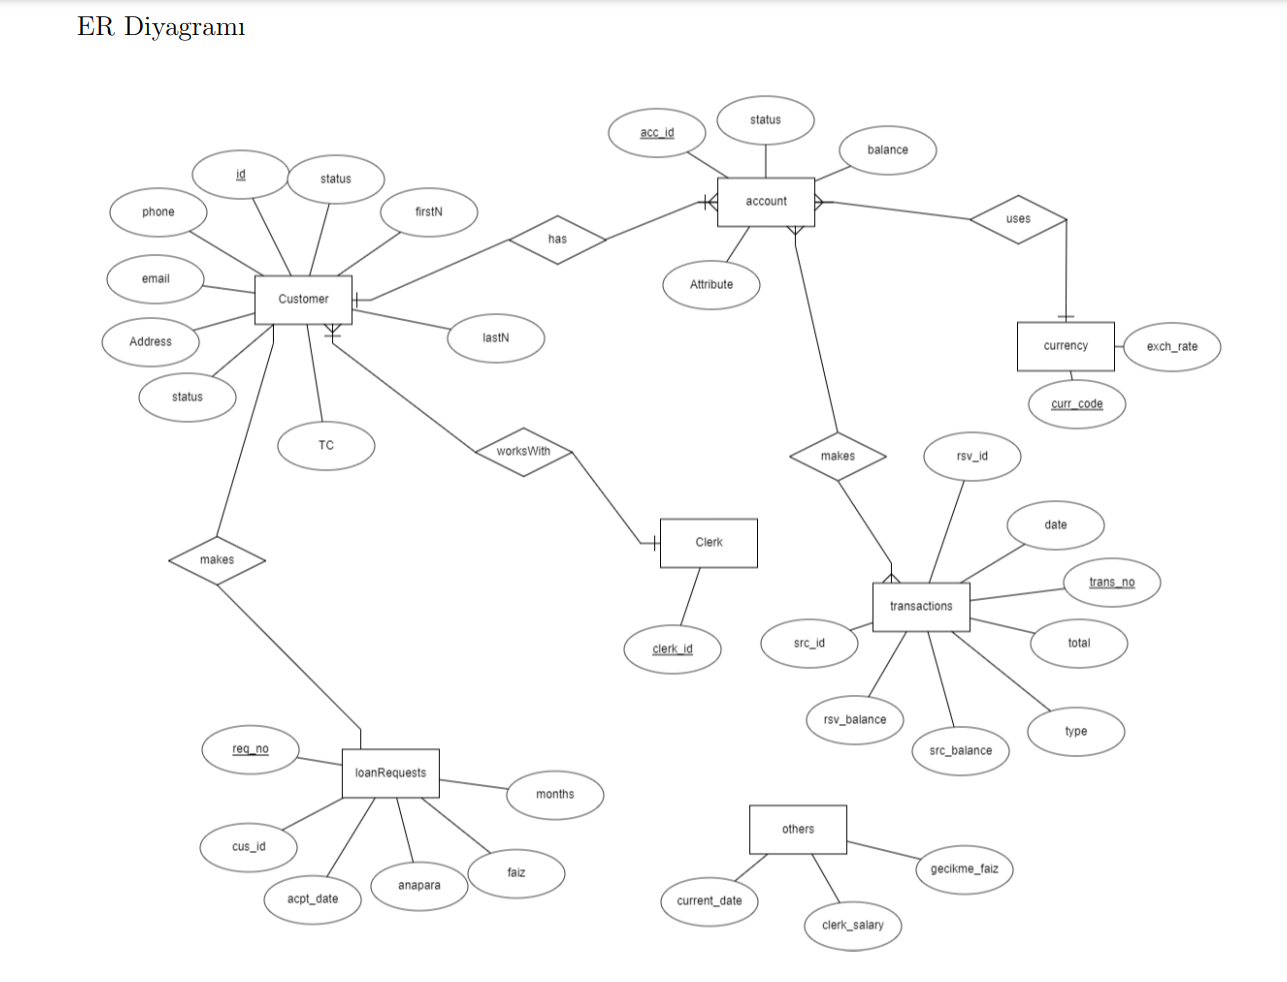 ER Diyagramı
acc_id
status
balance
account
Attribute
has
uses
currency
exch_rate
curr_code
id
status
phone
firstN
email
Customer
Address
lastN
status
TC
worksWith
Clerk
clerk_id
makes
makes
rsv_id
date
trans_no
transactions
src_id
total
rsv_balance
src_balance
type
req_no
loanRequests
months
cus_id
acpt_date
anapara
faiz
others
current_date
clerk_salary
gecikme_faiz